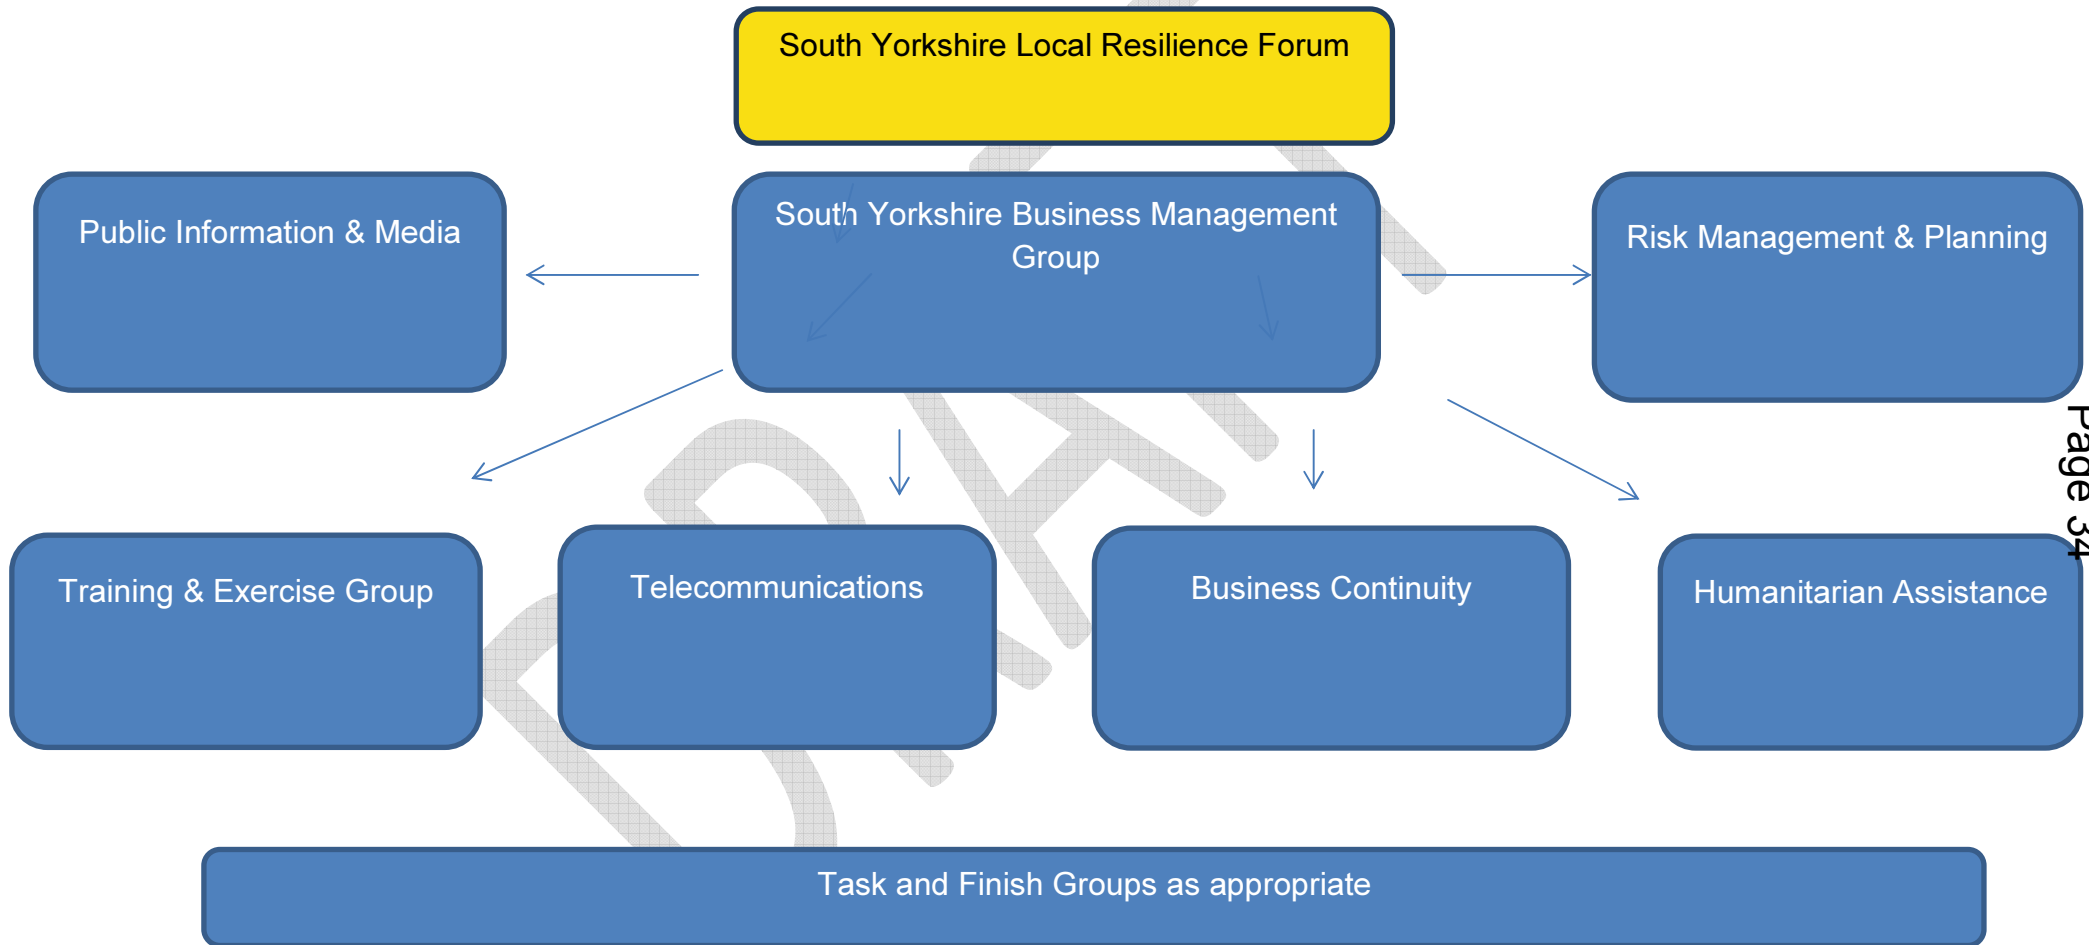 South Yorkshire Local Resilience Forum
Public Information & Media
South Yorkshire Business Management
Group
Risk Management & Planning
Page 34
Training & Exercise Group
Telecommunications
Business Continuity
Humanitarian Assistance
Task and Finish Groups as appropriate
DRAFT